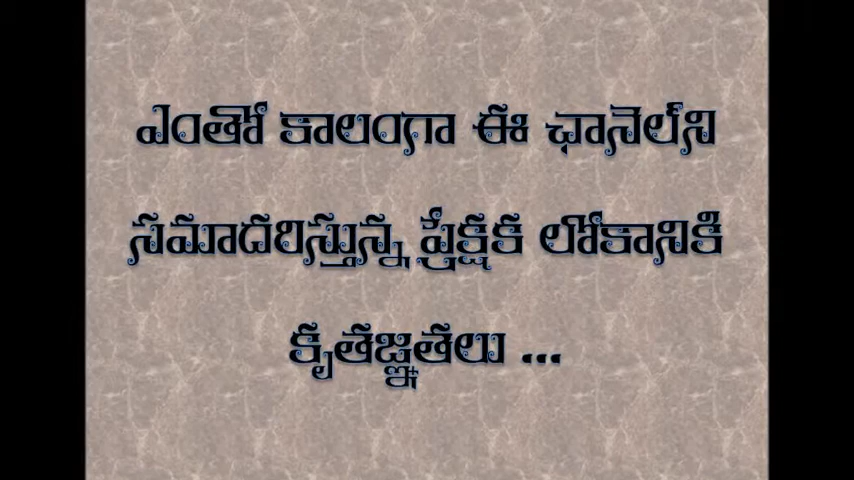 ఎంతో కాలంగా ఈ ఛానెల్‌ని
సమాదరిస్తున్న ప్రేక్షక లోకానికి
కృతజ్ఞతలు ...